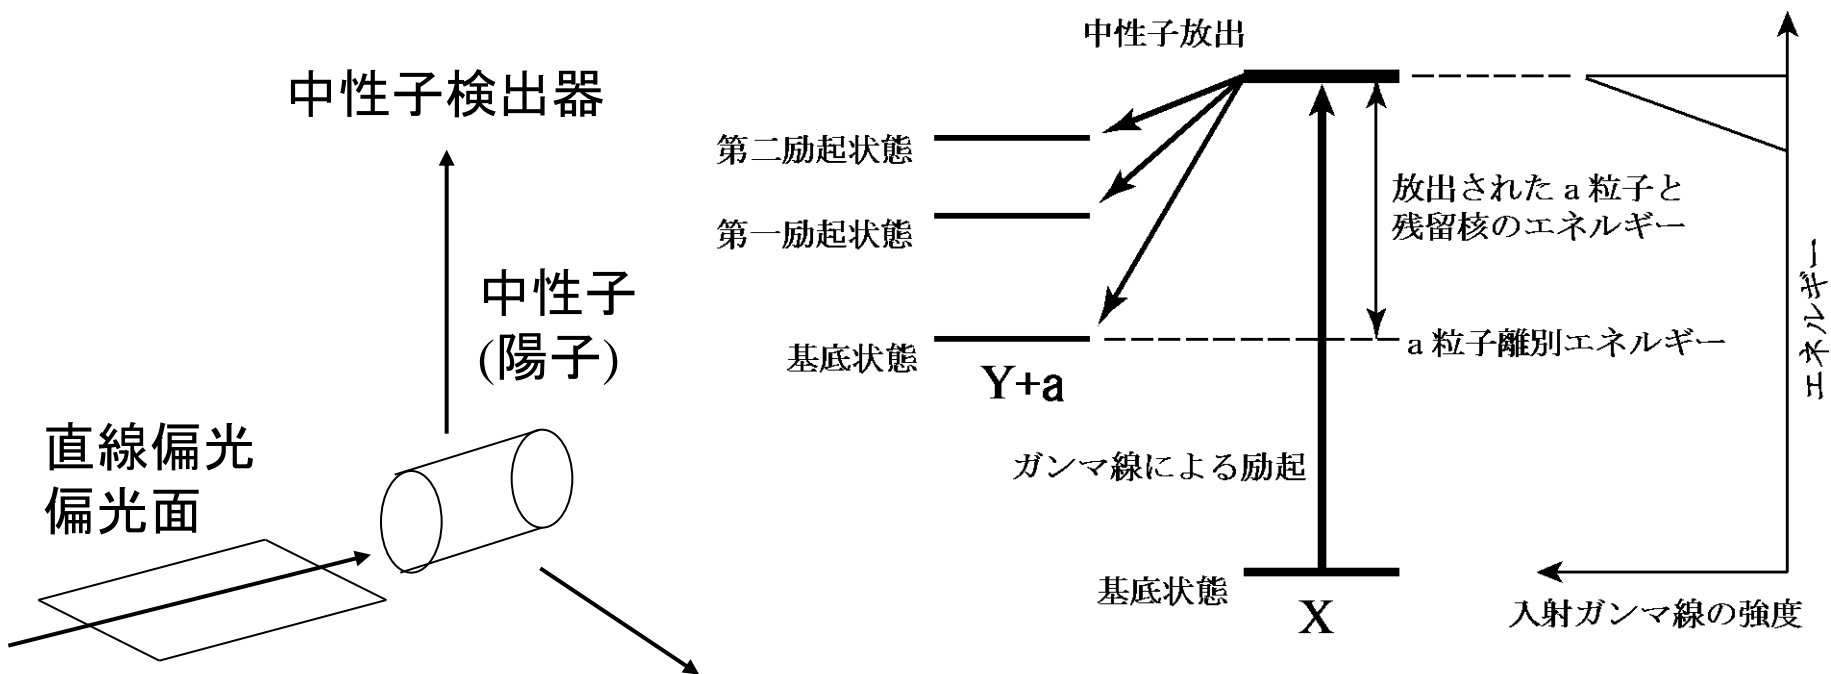 中性子検出器
中性子
(陽子)
直線偏光
偏光面
中性子放出
第二励起状態
第一励起状態
基底状態
Y+a
放出された a 粒子と
残留核のエネルギー
a 粒子離別エネルギー
ガンマ線による励起
基底状態
X
エネルギー
入射ガンマ線の強度